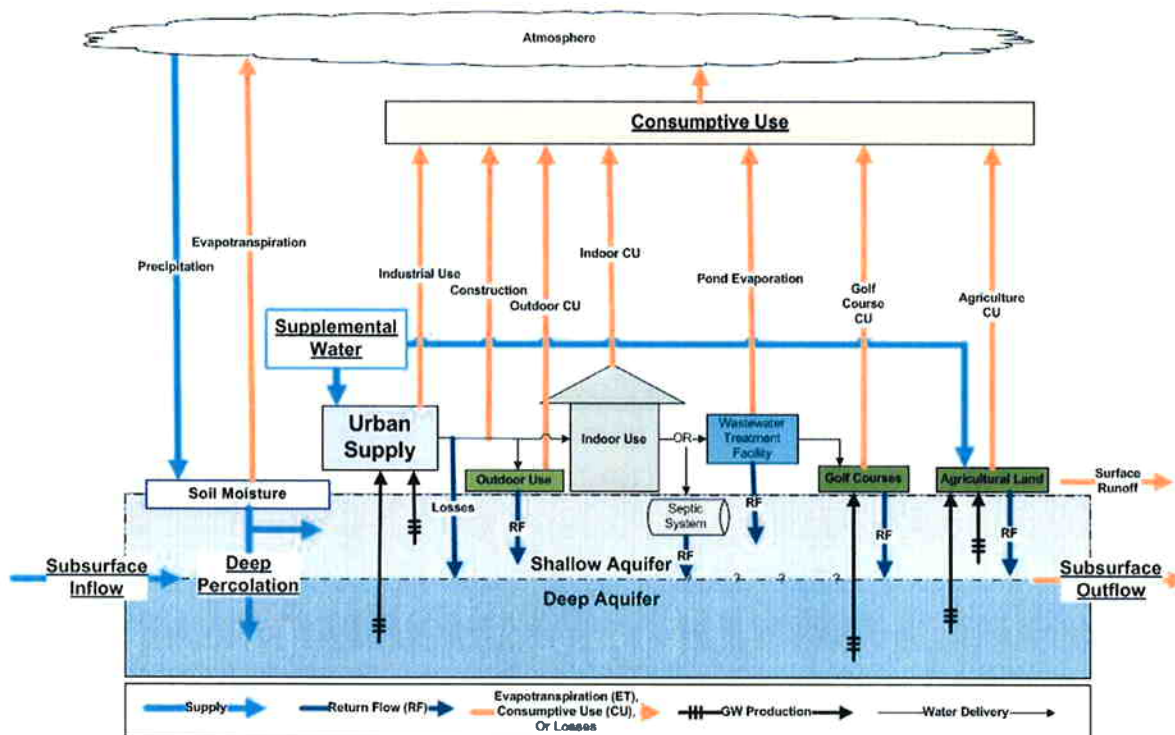 Atmosphere
Consumptive Use
Evapotranspiration
Precipitation
Industrial Use
Construction
Outdoor CU
Indoor CU
Pond Evaporation
Golf
Course
CU
Agriculture
CU
Supplemental
Water
Urban
Supply
Indoor Use
OR
Wastewater
Treatment
Facility
Soil Moisture
Losses
Outdoor Use
RF
Septic
System
RF
RF
Golf Courses
RF
Agricultural Land
RF
Surface
Runoff
Subsurface
Inflow
Deep
Percolation
Shallow Aquifer
? ? ? ?
Deep Aquifer
Subsurface
Outflow
Supply
Return Flow (RF)
Evapotranspiration (ET),
Consumptive Use (CU),
Or Losses
GW Production
Water Delivery